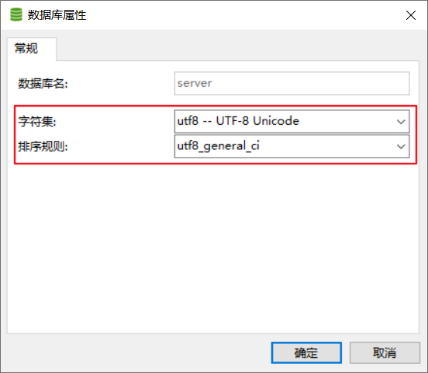 数据库属性
常规
数据库名: server
字符集: utf8 -- UTF-8 Unicode
排序规则: utf8_general_ci
确定 取消